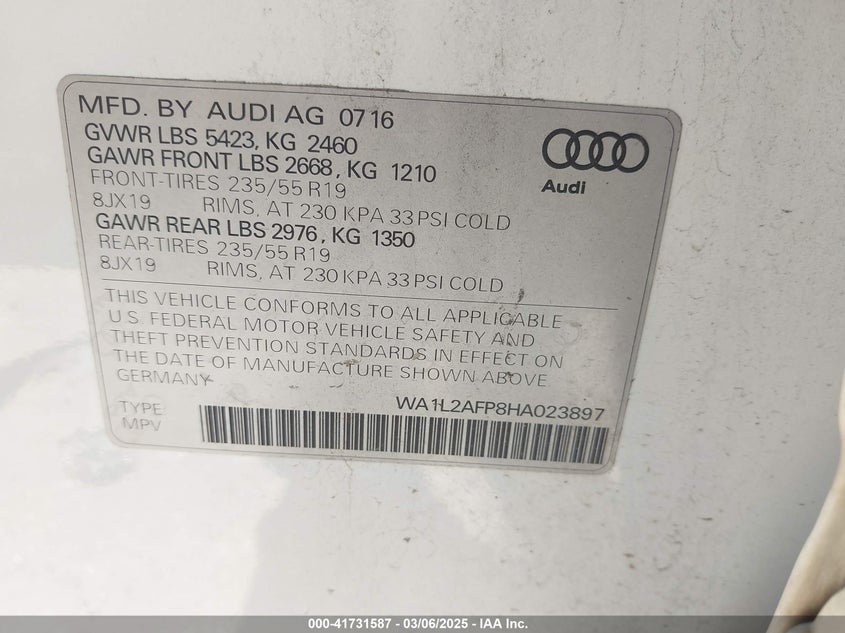 MFD. BY AUDI AG 0716
GVWR LBS 5423, KG 2460
GAWR FRONT LBS 2668, KG 1210
FRONT-TIRES 235/55 R19
8JX19 RIMS, AT 230 KPA 33 PSI COLD
GAWR REAR LBS 2976, KG 1350
REAR-TIRES 235/55 R19
8JX19 RIMS, AT 230 KPA 33 PSI COLD
Audi
THIS VEHICLE CONFORMS TO ALL APPLICABLE
U.S. FEDERAL MOTOR VEHICLE SAFETY AND
THEFT PREVENTION STANDARDS IN EFFECT ON
THE DATE OF MANUFACTURE SHOWN ABOVE
GERMANY
WA1L2AFP8HA023897
TYPE
MPV
000-41731587 - 03/06/2025 - IAA Inc.